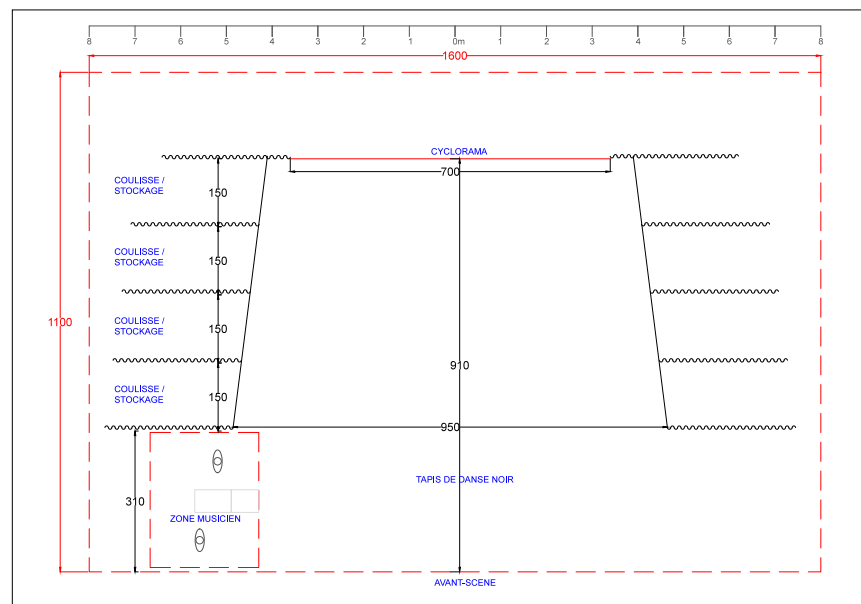 8 7 6 5 4 3 2 1 0m 1 2 3 4 5 6 7 8
1600
CYCLORAMA
700
COULISSE /
STOCKAGE
150
COULISSE /
STOCKAGE
150
COULISSE /
STOCKAGE
150
1100
910
COULISSE /
STOCKAGE
150
950
TAPIS DE DANSE NOIR
310
ZONE MUSICIEN
AVANT-SCENE